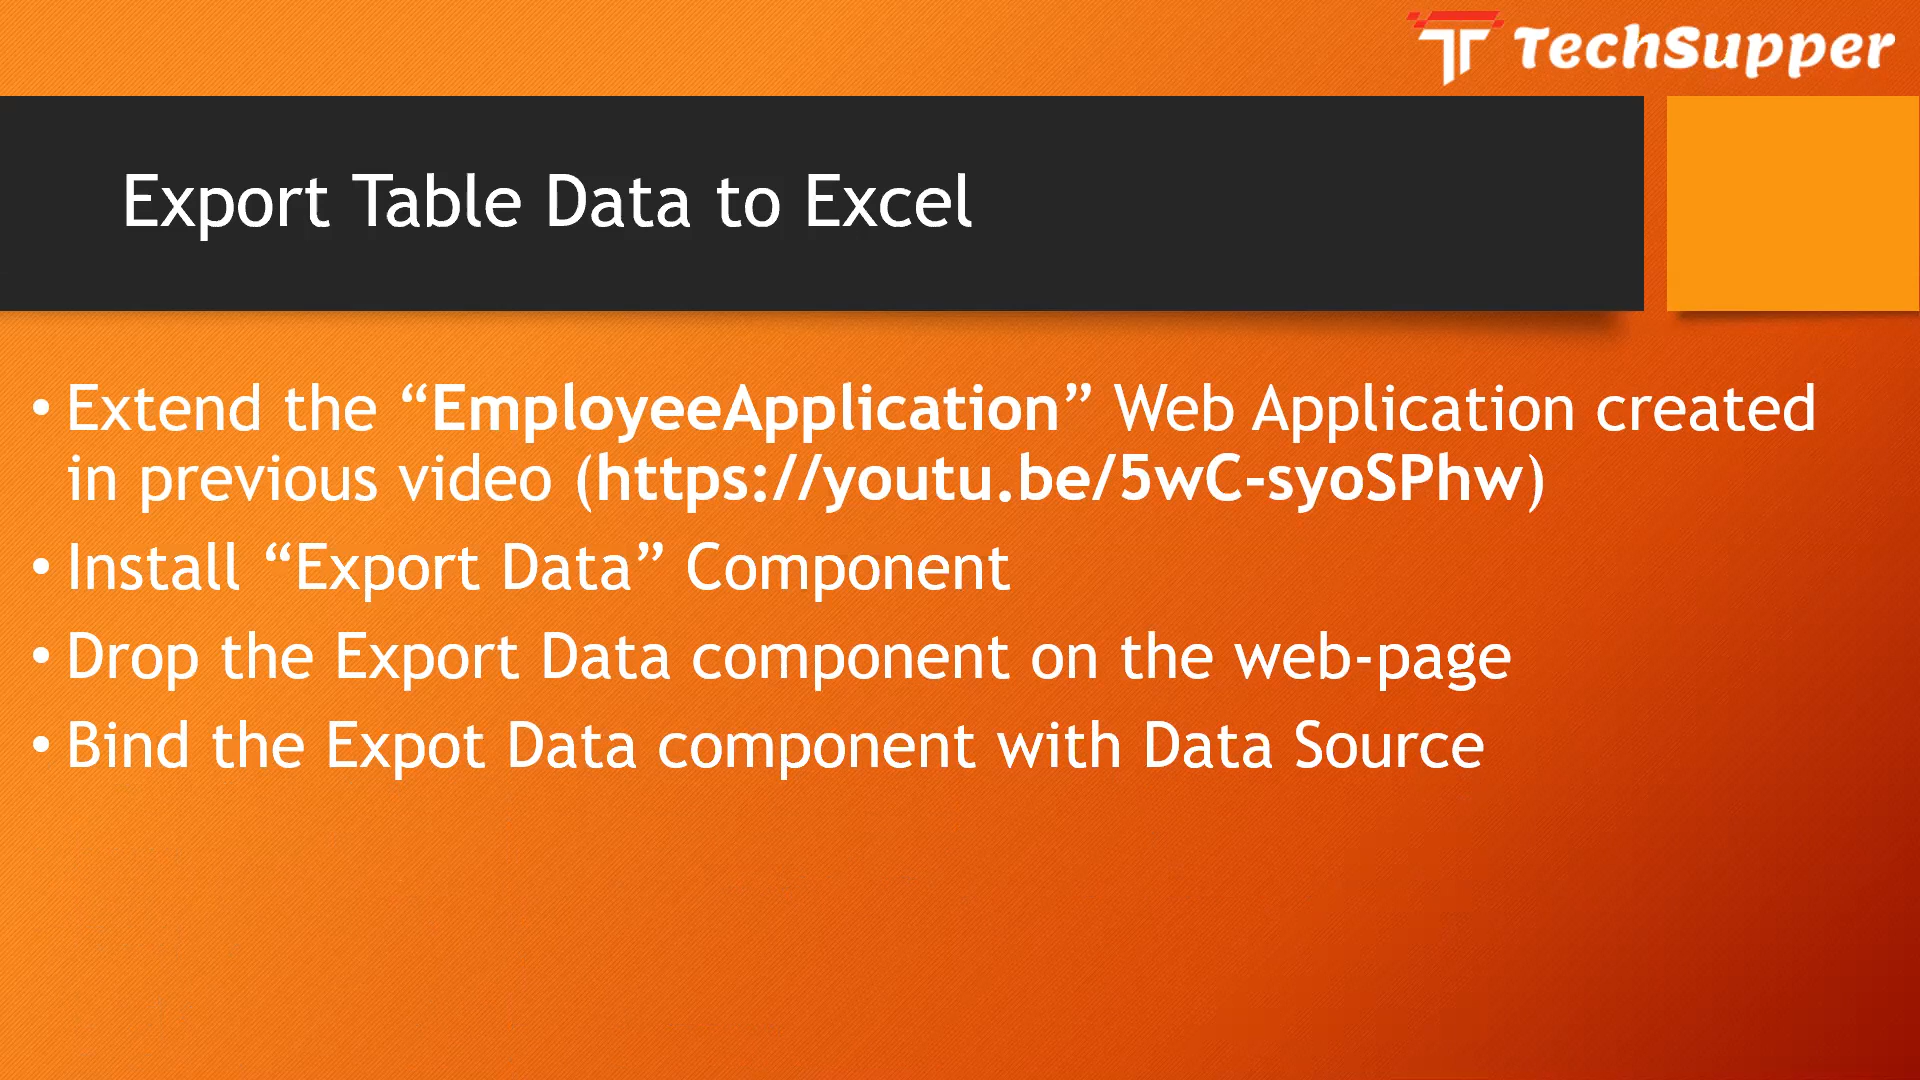 TechSupper
Export Table Data to Excel
• Extend the “EmployeeApplication” Web Application created
in previous video (https://youtu.be/5wC-syoSPhw)
• Install “Export Data” Component
• Drop the Export Data component on the web-page
• Bind the Expot Data component with Data Source